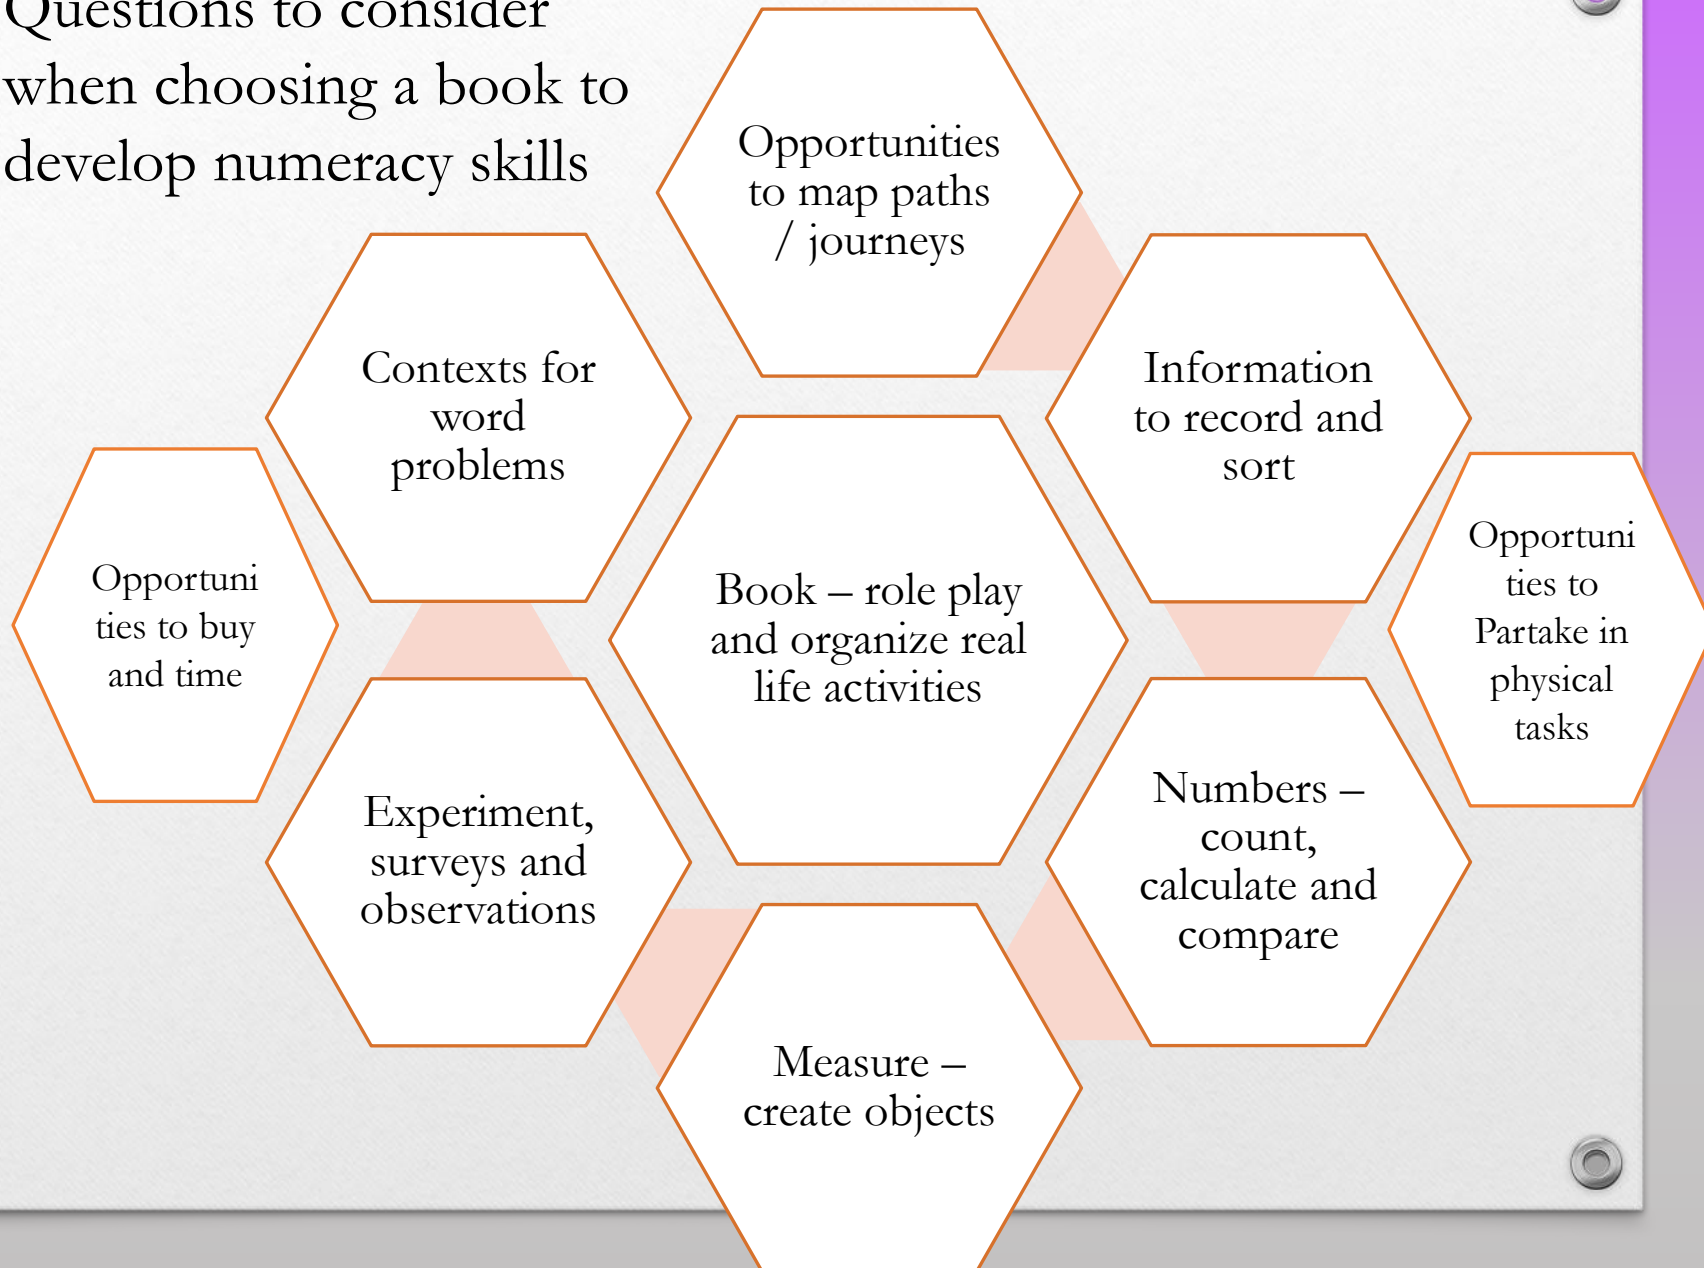 Questions to consider
when choosing a book to
develop numeracy skills
Opportunities
to map paths
/ journeys
Contexts for
word
problems
Information
to record and
sort
Opportuni
ties to buy
and time
Book – role play
and organize real
life activities
Opportuni
ties to
Partake in
physical
tasks
Experiment,
surveys and
observations
Numbers –
count,
calculate and
compare
Measure –
create objects